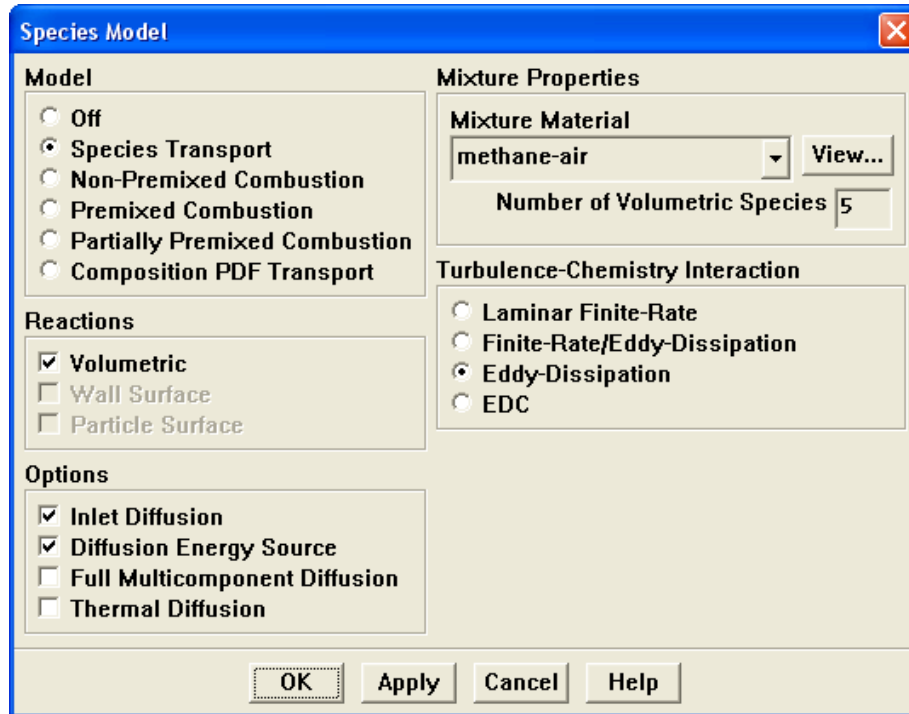 Species Model
Model
Off
Species Transport
Non-Premixed Combustion
Premixed Combustion
Partially Premixed Combustion
Composition PDF Transport
Reactions
Volumetric
Wall Surface
Particle Surface
Options
Inlet Diffusion
Diffusion Energy Source
Full Multicomponent Diffusion
Thermal Diffusion
Mixture Properties
Mixture Material
methane-air View...
Number of Volumetric Species 5
Turbulence-Chemistry Interaction
Laminar Finite-Rate
Finite-Rate/Eddy-Dissipation
Eddy-Dissipation
EDC
OK Apply Cancel Help